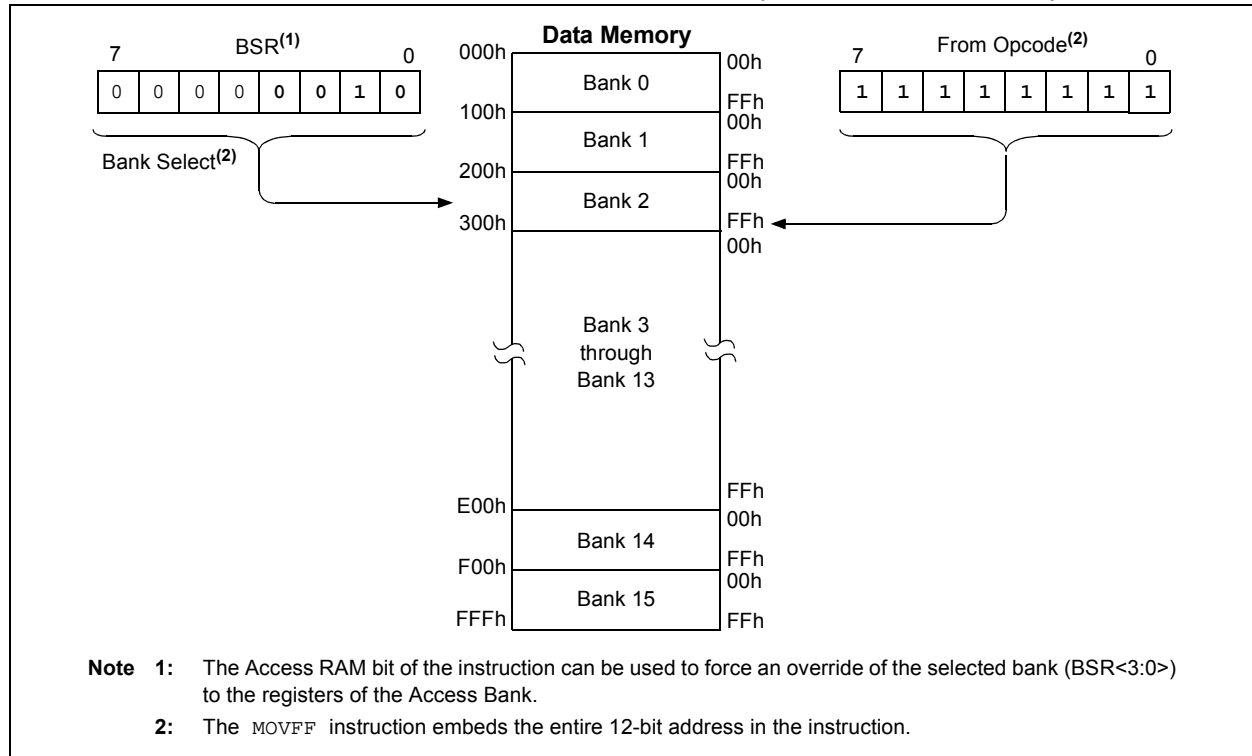 Data Memory
7 BSR(1) 0
0 0 0 0 0 0 1 0
Bank Select(2)
000h
100h
200h
300h
E00h
F00h
FFFh
Bank 0
Bank 1
Bank 2
Bank 3
through
Bank 13
Bank 14
Bank 15
00h
FFh
00h
FFh
00h
FFh
00h
FFh
00h
FFh
00h
FFh
7 From Opcode(2) 0
1 1 1 1 1 1 1 1
Note 1: The Access RAM bit of the instruction can be used to force an override of the selected bank (BSR<3:0>)
to the registers of the Access Bank.
2: The MOVFF instruction embeds the entire 12-bit address in the instruction.